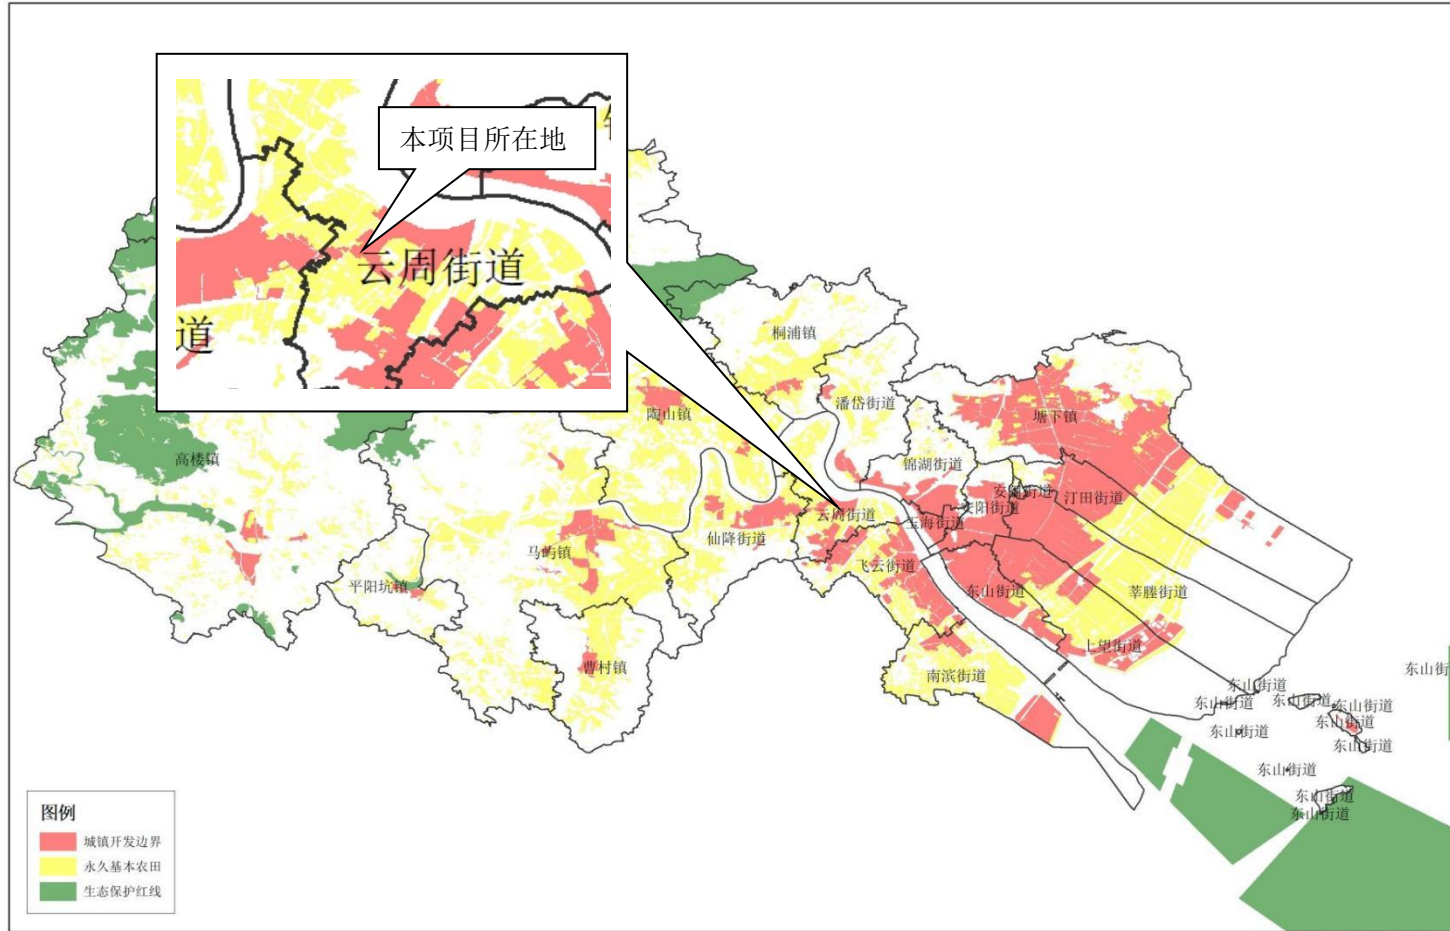 本项目所在地
云周街道
道
桐浦镇
潘岱街道
塘下镇
陶山镇
锦湖街道
高楼镇
安固街道
汀田街道
安阳街道
云周街道
玉海街道
仙降街道
马屿镇
飞云街道
平阳坑镇
东山街道
莘塍街道
上望街道
曹村镇
南滨街道
东山街
东山街道
东山街道
东山街道
东山街道
东山街道
东山街道
东山街道
东山街道
东山街道
东山街道
图例
城镇开发边界
永久基本农田
生态保护红线